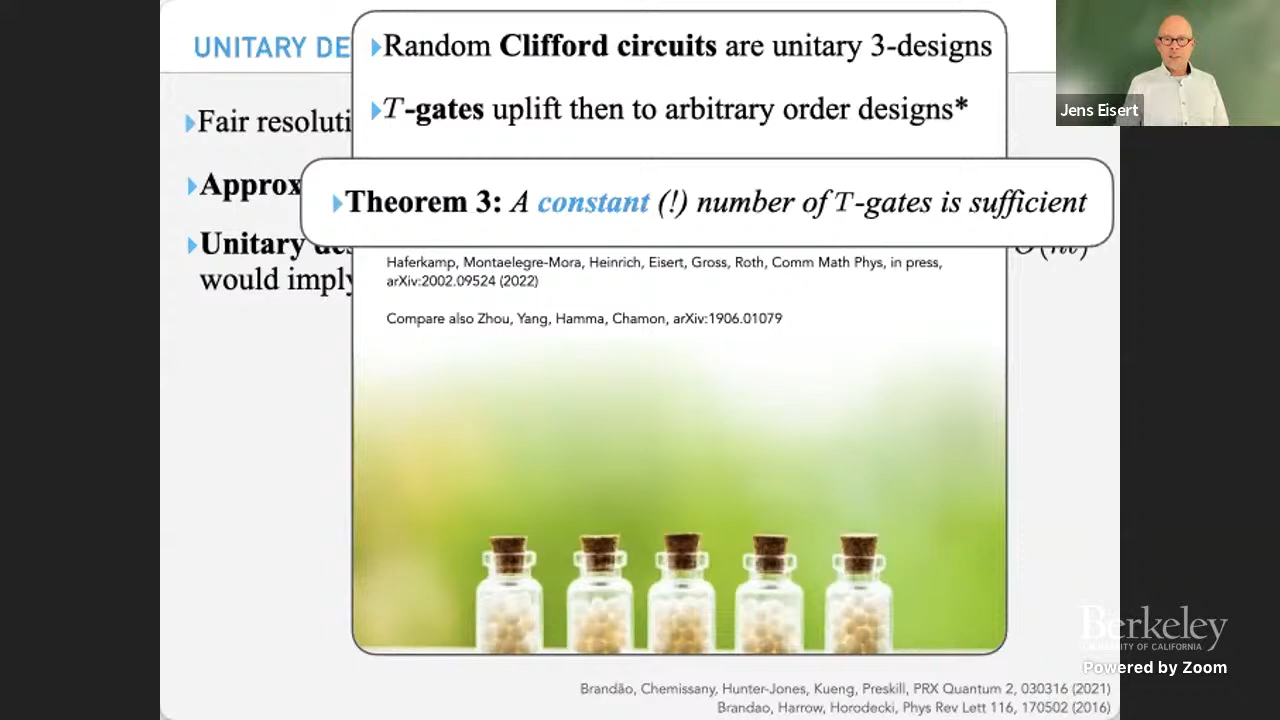 UNITARY DE
▸Random Clifford circuits are unitary 3-designs
Jens Eisert
▸Fair resoluti
▸T-gates uplift then to arbitrary order designs*
▸Approx
▸Theorem 3: A constant (!) number of T-gates is sufficient
▸Unitary
would imply
Haferkamp, Montaelegre-Mora, Heinrich, Eisert, Gross, Roth, Comm Math Phys, in press,
arXiv:2002.09524 (2022)
Compare also Zhou, Yang, Hamma, Chamon, arXiv:1906.01079
Berkeley
UNIVERSITY OF CALIFORNIA
Powered by Zoom
Brandão, Chemissany, Hunter-Jones, Kueng, Preskill, PRX Quantum 2, 030316 (2021)
Brandao, Harrow, Horodecki, Phys Rev Lett 116, 170502 (2016)